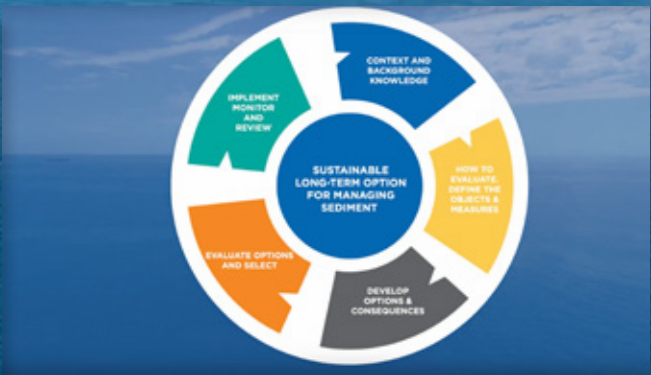 CONTEXT AND
BACKGROUND
KNOWLEDGE
HOW TO
EVALUATE.
DEFINE THE
OBJECTS &
MEASURES
DEVELOP
OPTIONS &
CONSEQUENCES
EVALUATE OPTIONS
AND SELECT
IMPLEMENT
MONITOR
AND
REVIEW
SUSTAINABLE
LONG-TERM OPTION
FOR MANAGING
SEDIMENT